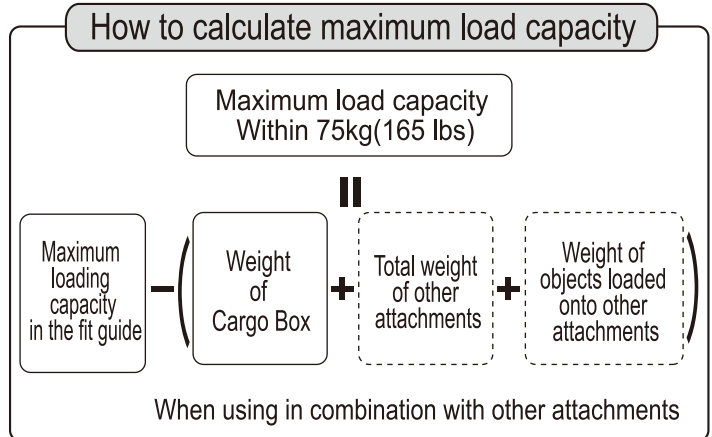 How to calculate maximum load capacity
Maximum load capacity
Within 75kg(165 lbs)
=
Maximum
loading
capacity
in the fit guide
−
(
Weight
of
Cargo Box
+
Total weight
of other
attachments
+
Weight of
objects loaded
onto other
attachments
)
When using in combination with other attachments